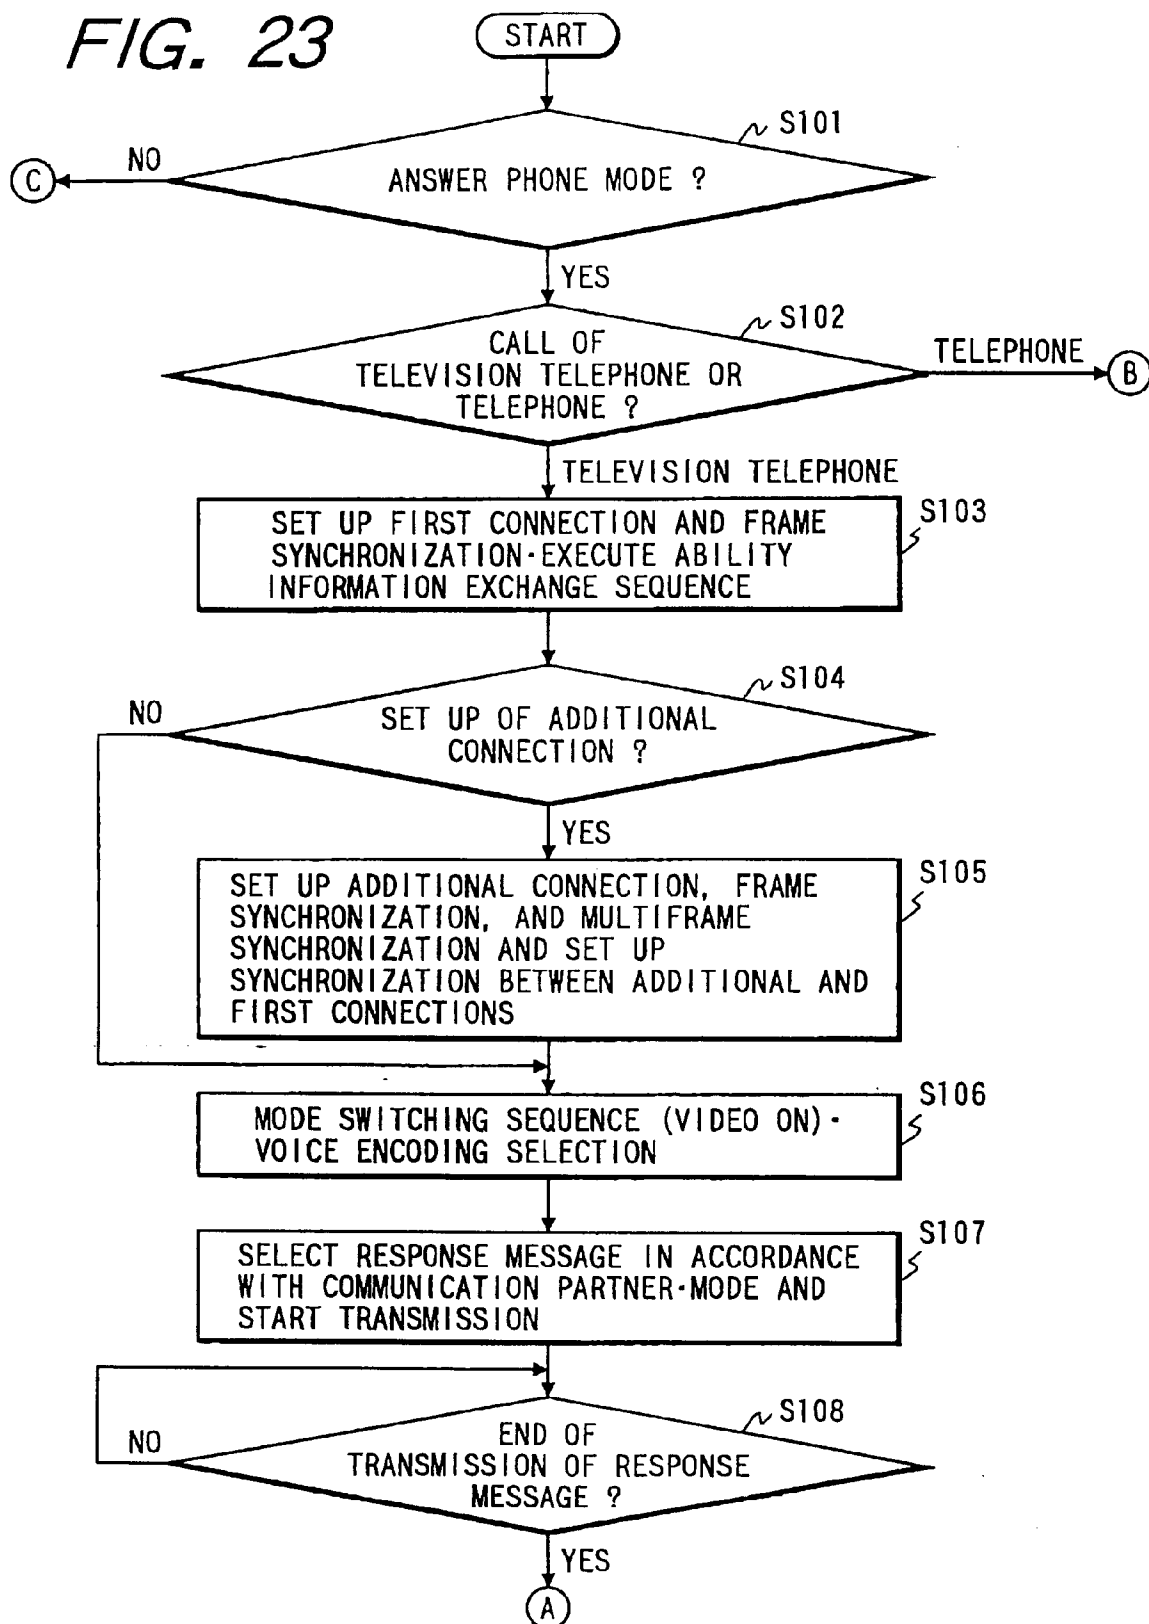 FIG. 23
START
S101
NO
C
ANSWER PHONE MODE ?
YES
S102
CALL OF
TELEVISION TELEPHONE OR
TELEPHONE ?
TELEPHONE
B
TELEVISION TELEPHONE
S103
SET UP FIRST CONNECTION AND FRAME
SYNCHRONIZATION·EXECUTE ABILITY
INFORMATION EXCHANGE SEQUENCE
S104
NO
SET UP OF ADDITIONAL
CONNECTION ?
YES
S105
SET UP ADDITIONAL CONNECTION, FRAME
SYNCHRONIZATION, AND MULTIFRAME
SYNCHRONIZATION AND SET UP
SYNCHRONIZATION BETWEEN ADDITIONAL AND
FIRST CONNECTIONS
S106
MODE SWITCHING SEQUENCE (VIDEO ON)·
VOICE ENCODING SELECTION
S107
SELECT RESPONSE MESSAGE IN ACCORDANCE
WITH COMMUNICATION PARTNER·MODE AND
START TRANSMISSION
S108
NO
END OF
TRANSMISSION OF RESPONSE
MESSAGE ?
YES
A